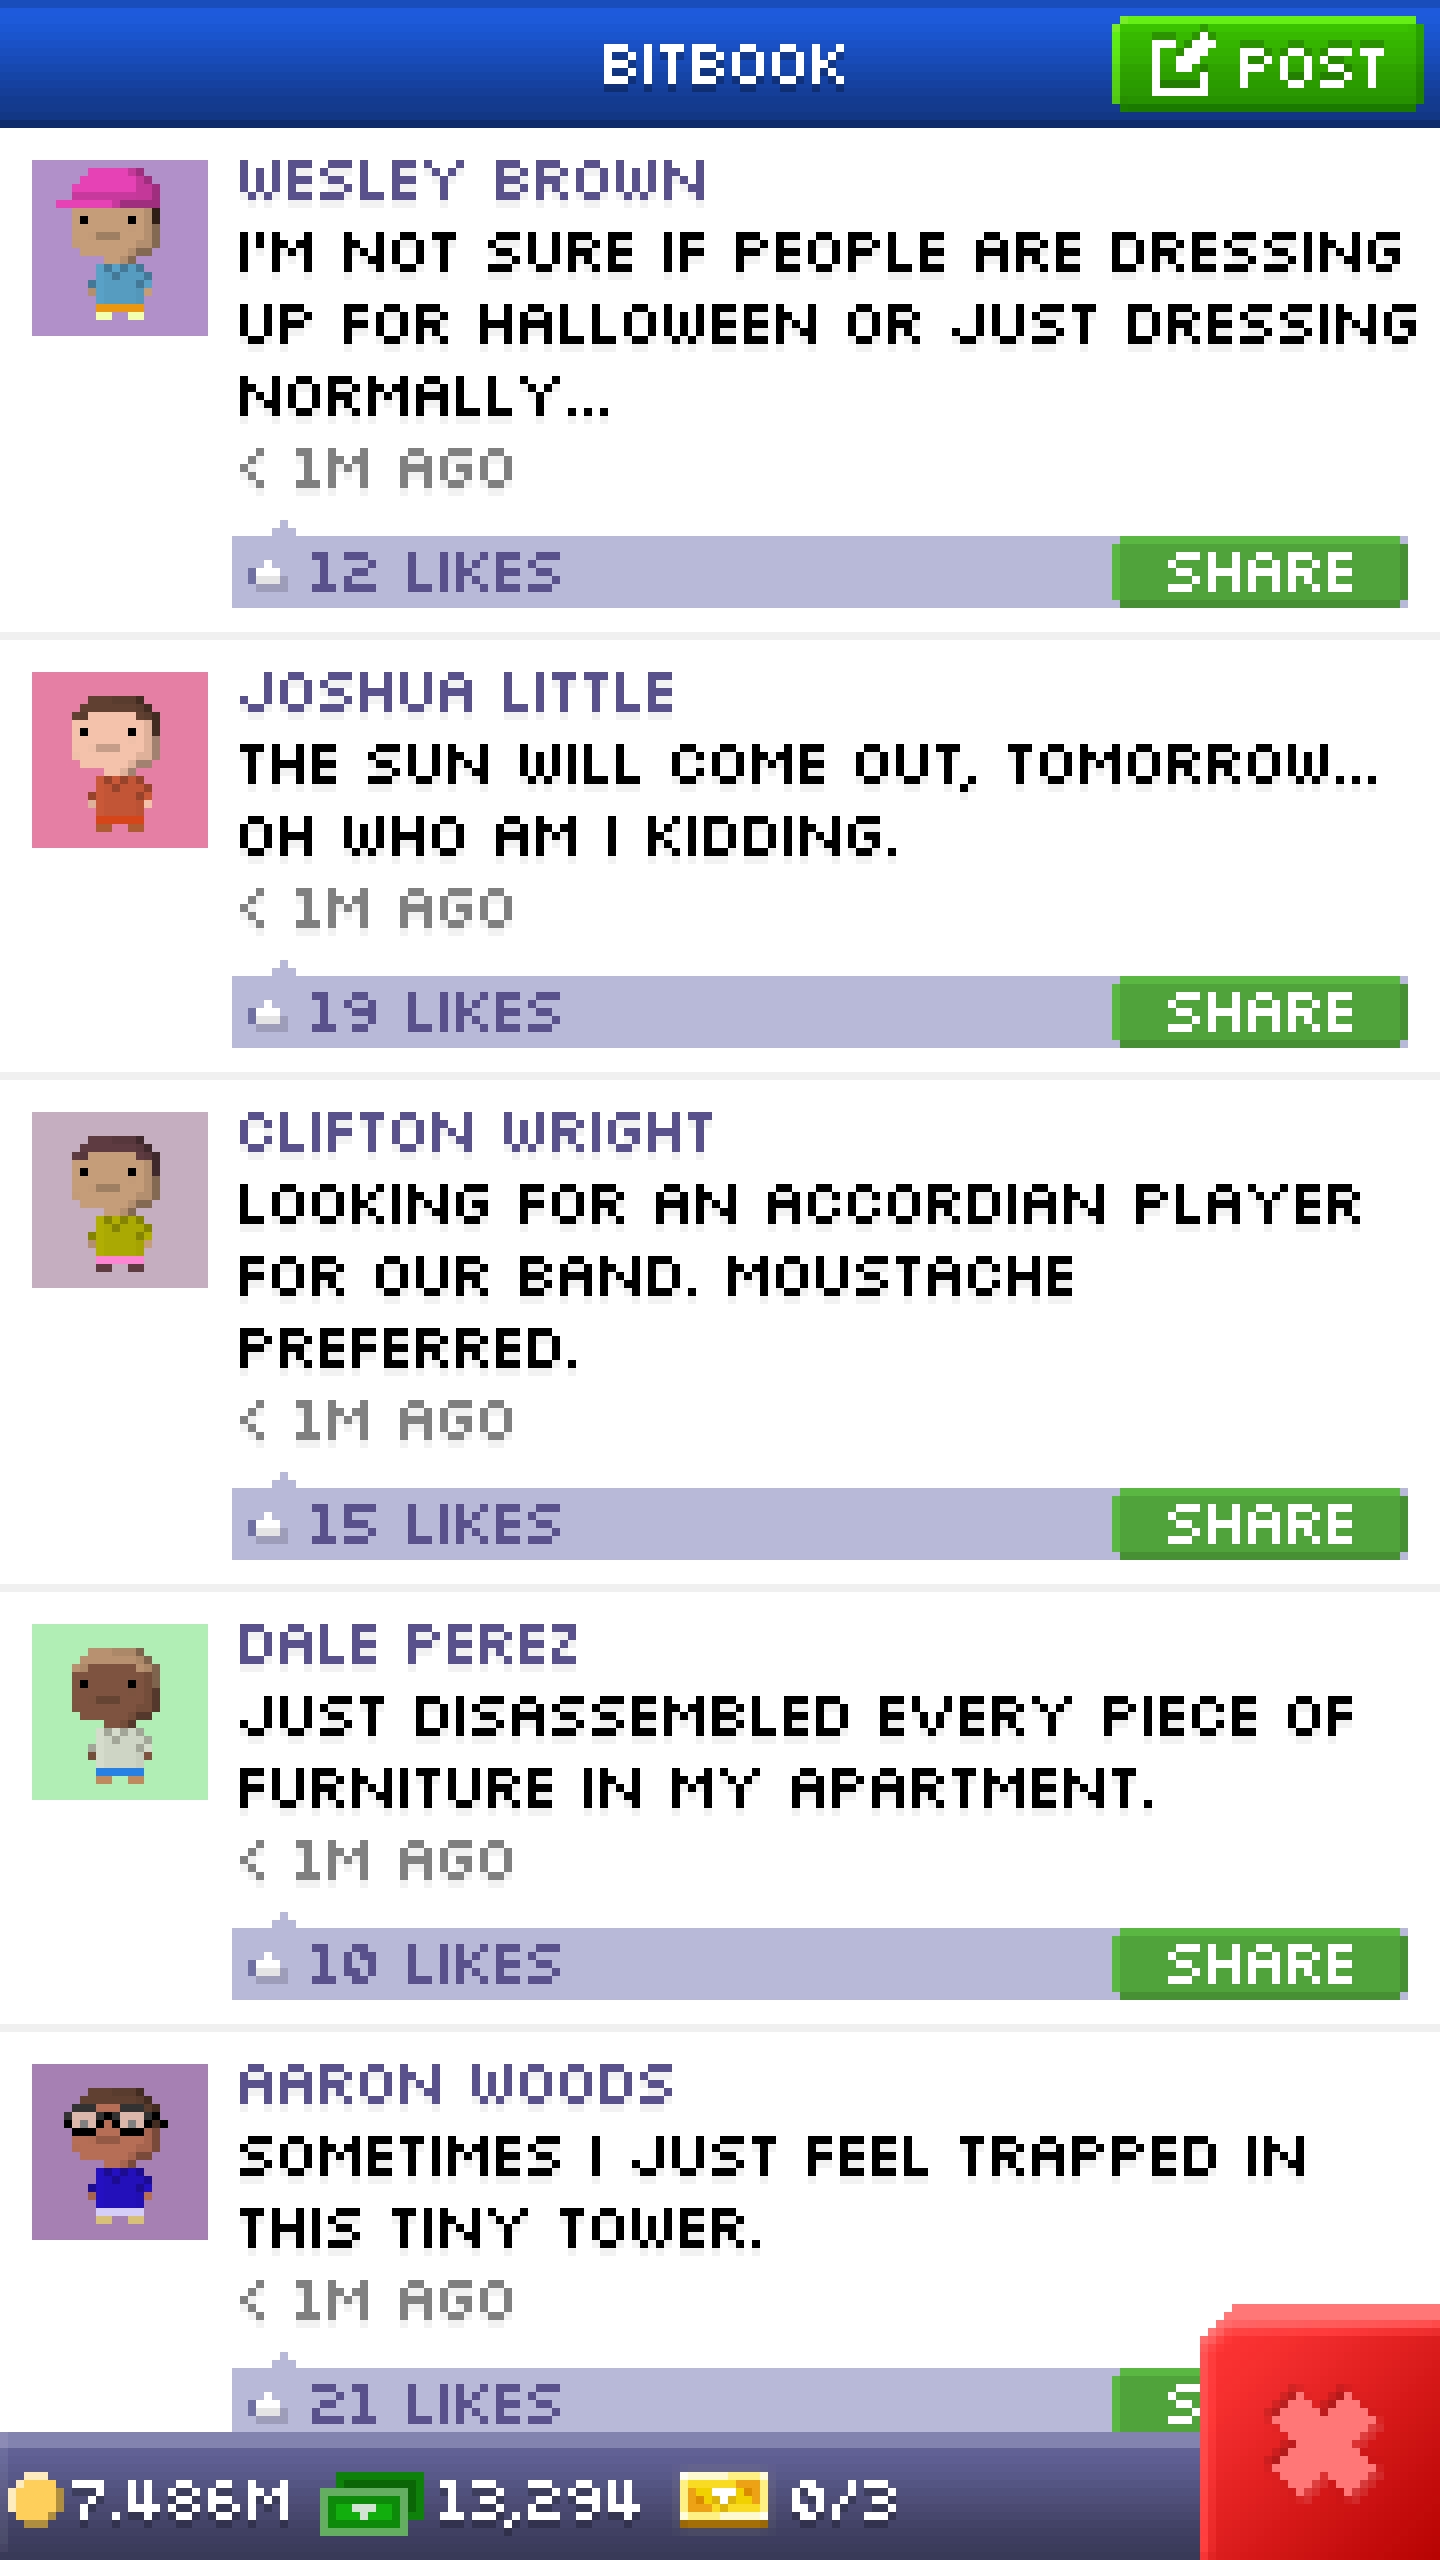 BITBOOK
POST
WESLEY BROWN
I'M NOT SURE IF PEOPLE ARE DRESSING
UP FOR HALLOWEEN OR JUST DRESSING
NORMALLY...
< 1M AGO
12 LIKES
SHARE
JOSHUA LITTLE
THE SUN WILL COME OUT, TOMORROW...
OH WHO AM I KIDDING.
< 1M AGO
19 LIKES
SHARE
CLIFTON WRIGHT
LOOKING FOR AN ACCORDIAN PLAYER
FOR OUR BAND. MOUSTACHE
PREFERRED.
< 1M AGO
15 LIKES
SHARE
DALE PEREZ
JUST DISASSEMBLED EVERY PIECE OF
FURNITURE IN MY APARTMENT.
< 1M AGO
10 LIKES
SHARE
AARON WOODS
SOMETIMES I JUST FEEL TRAPPED IN
THIS TINY TOWER.
< 1M AGO
21 LIKES
S
7.486M 13,294 0/3